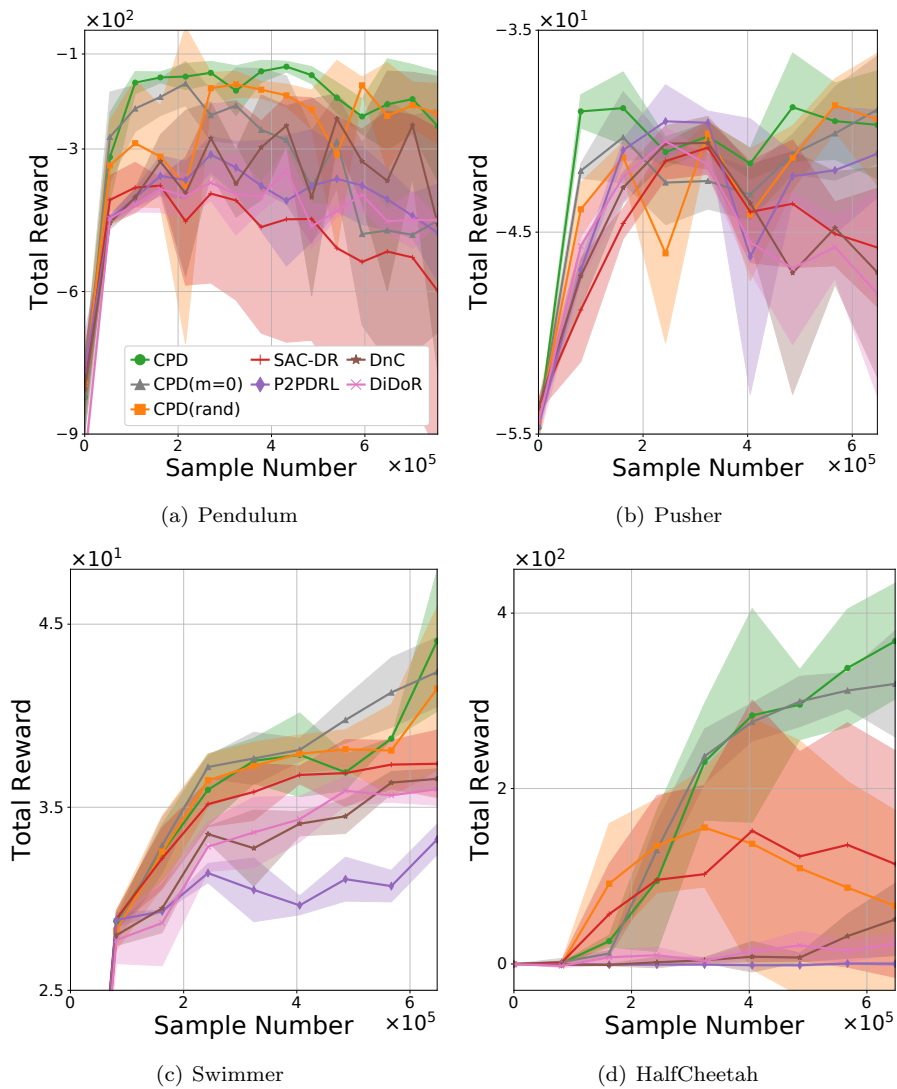 ×10²
−1
−3
−6
−9
Total Reward
CPD
CPD(m=0)
CPD(rand)
SAC-DR
P2PDRL
DnC
DiDoR
0 2 4 6
Sample Number ×10⁵
(a) Pendulum
×10¹
−3.5
−4.5
−5.5
Total Reward
0 2 4 6
Sample Number ×10⁵
(b) Pusher
×10¹
4.5
3.5
2.5
Total Reward
0 2 4 6
Sample Number ×10⁵
(c) Swimmer
×10²
4
2
0
Total Reward
0 2 4 6
Sample Number ×10⁵
(d) HalfCheetah